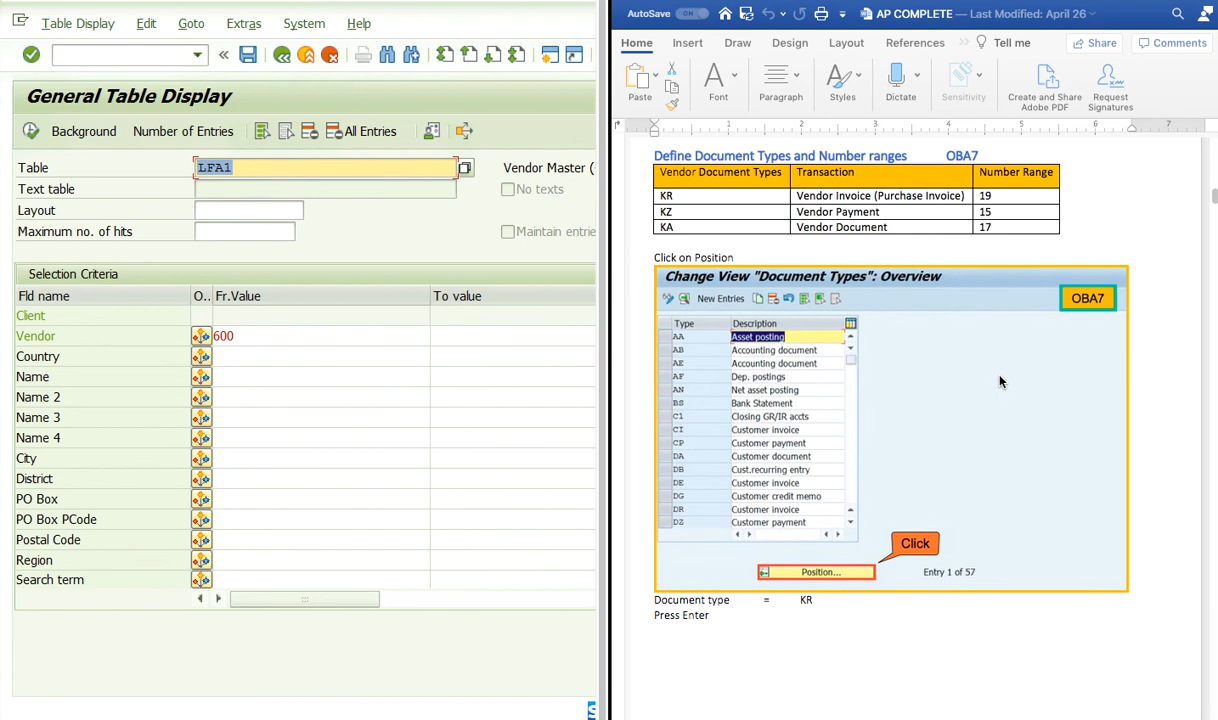 Table Display Edit Goto Extras System Help
General Table Display
Background Number of Entries All Entries
Table LFA1 Vendor Master (
Text table No texts
Layout
Maximum no. of hits Maintain entrie
Selection Criteria
Fld name O.. Fr.Value To value
Client
Vendor 600
Country
Name
Name 2
Name 3
Name 4
City
District
PO Box
PO Box PCode
Postal Code
Region
Search term
AutoSave ON AP COMPLETE — Last Modified: April 26
Home Insert Draw Design Layout References Tell me Share Comments
Paste Font Paragraph Styles Dictate Sensitivity Create and Share Adobe PDF Request Signatures
1 2 3 4 5 6 7
Define Document Types and Number ranges OBA7
Vendor Document Types Transaction Number Range
KR Vendor Invoice (Purchase Invoice) 19
KZ Vendor Payment 15
KA Vendor Document 17
Click on Position
Change View "Document Types": Overview
New Entries OBA7
Type Description
AA Asset posting
AB Accounting document
AE Accounting document
AF Dep. postings
AN Net asset posting
BS Bank Statement
C1 Closing GR/IR accts
CI Customer invoice
CP Customer payment
DA Customer document
DB Cust.recurring entry
DE Customer invoice
DG Customer credit memo
DR Customer invoice
DZ Customer payment
Click
Position... Entry 1 of 57
Document type = KR
Press Enter